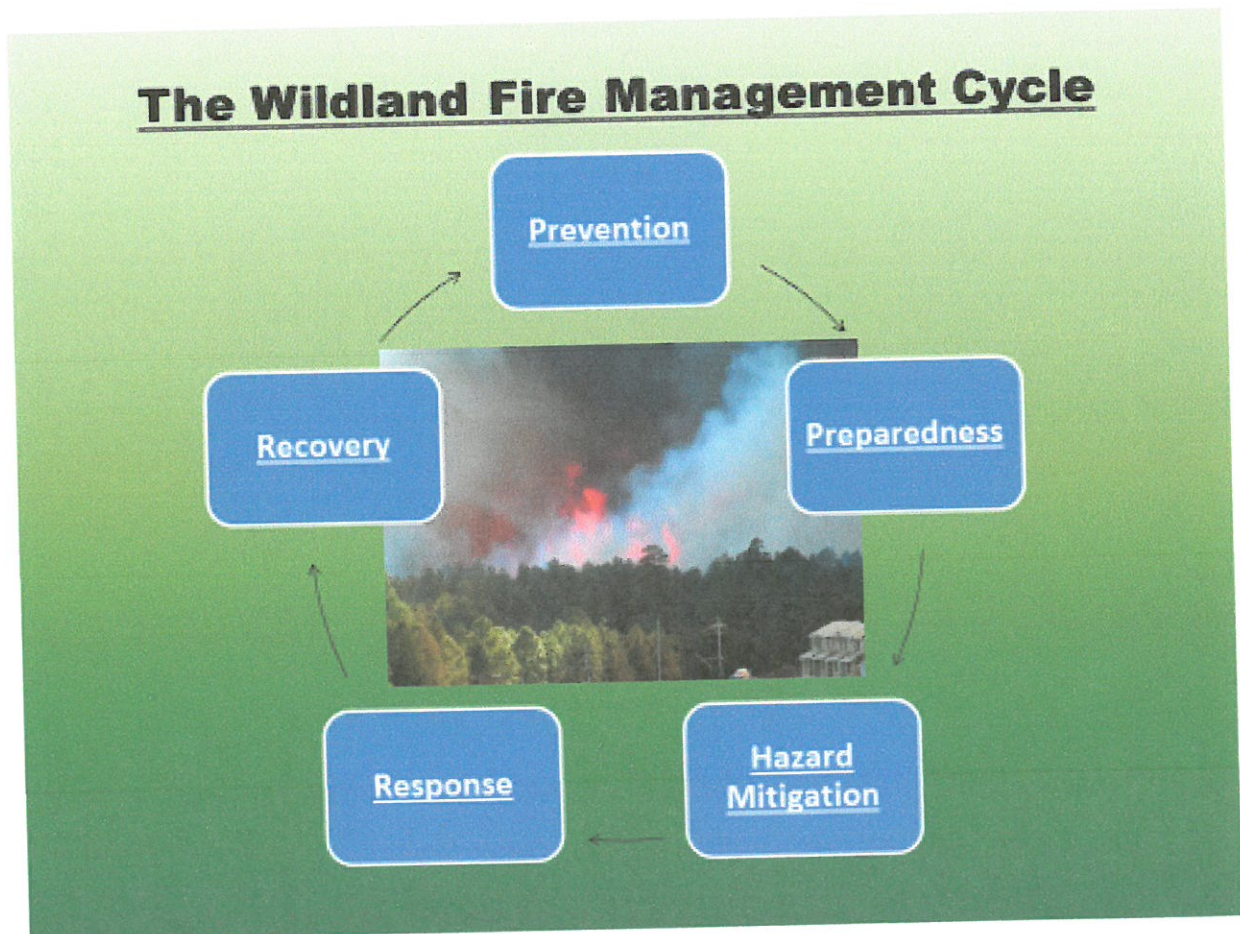 The Wildland Fire Management Cycle
Prevention
Preparedness
Hazard
Mitigation
Response
Recovery